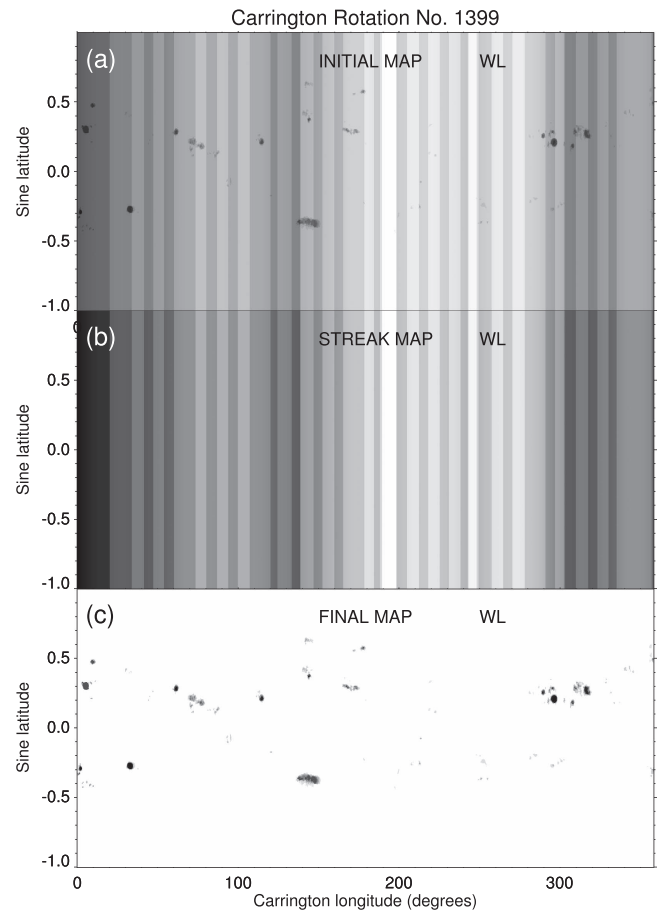 Carrington Rotation No. 1399
(a) INITIAL MAP WL
0.5
0.0
-0.5
-1.0
Sine latitude
(b) STREAK MAP WL
0.5
0.0
-0.5
-1.0
Sine latitude
(c) FINAL MAP WL
0.5
0.0
-0.5
-1.0
Sine latitude
0 100 200 300
Carrington longitude (degrees)